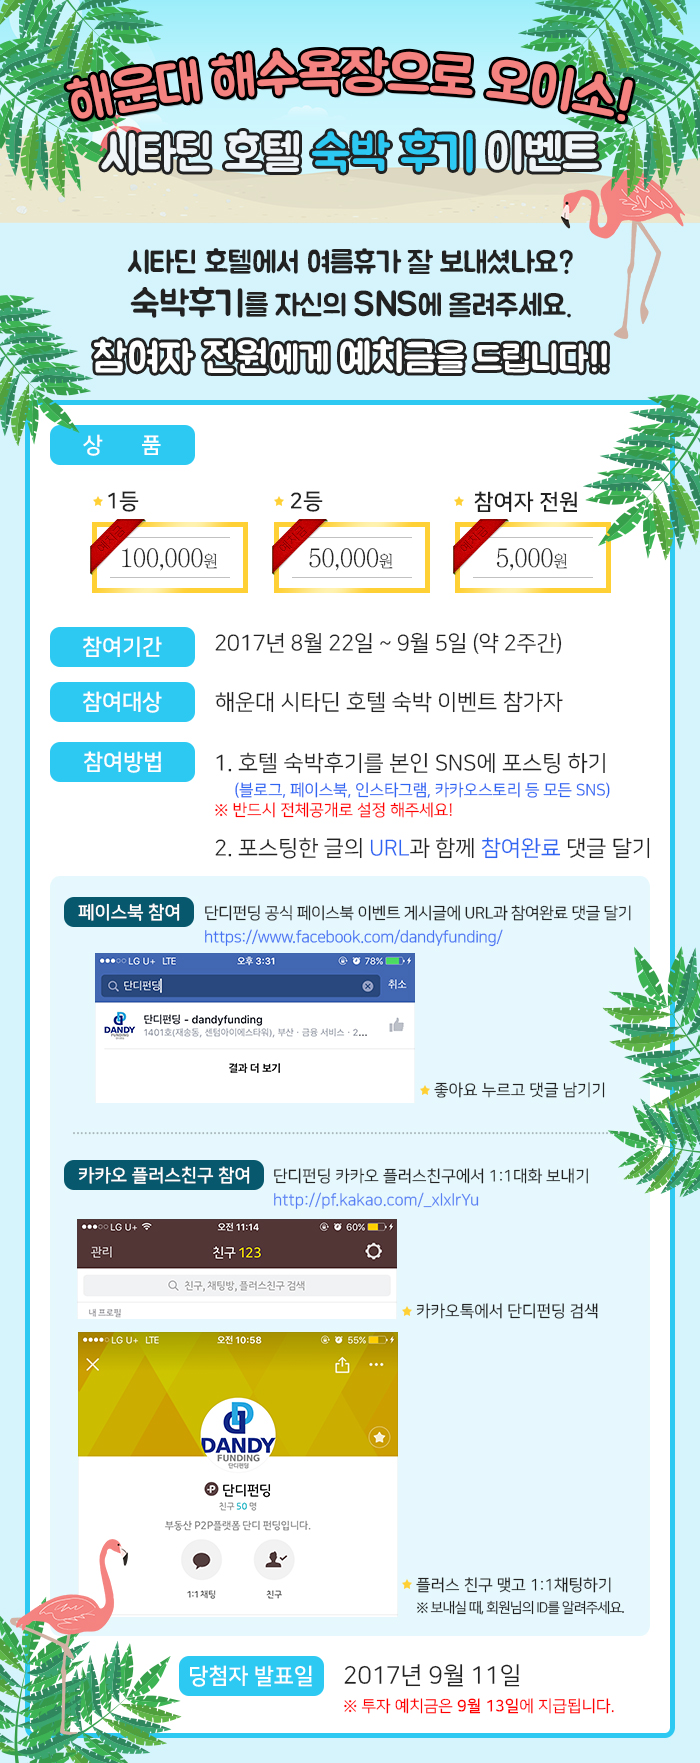 해운대 해수욕장으로 오이소!
시타딘 호텔 숙박 후기 이벤트
시타딘 호텔에서 여름휴가 잘 보내셨나요?
숙박후기를 자신의 SNS에 올려주세요.
참여자 전원에게 예치금을 드립니다!!
상 품
1등
2등
참여자 전원
100,000원
50,000원
5,000원
참여기간
2017년 8월 22일 ~ 9월 5일 (약 2주간)
참여대상
해운대 시타딘 호텔 숙박 이벤트 참가자
참여방법
1. 호텔 숙박후기를 본인 SNS에 포스팅 하기
(블로그, 페이스북, 인스타그램, 카카오스토리 등 모든 SNS)
※ 반드시 전체공개로 설정 해주세요!
2. 포스팅한 글의 URL과 함께 참여완료 댓글 달기
페이스북 참여
단디펀딩 공식 페이스북 이벤트 게시글에 URL과 참여완료 댓글 달기
https://www.facebook.com/dandyfunding/
LG U+ LTE 오후 3:31 78%
단디펀딩 취소
DANDY
FUNDING
단디펀딩 - dandyfunding
1401호(재송동, 센텀아이에스타워), 부산 · 금융 서비스 · 2...
결과 더 보기
좋아요 누르고 댓글 남기기
카카오 플러스친구 참여
단디펀딩 카카오 플러스친구에서 1:1대화 보내기
http://pf.kakao.com/_xlxlrYu
LG U+ 오전 11:14 60%
관리 친구 123
친구, 채팅방, 플러스친구 검색
내 프로필
카카오톡에서 단디펀딩 검색
LG U+ LTE 오전 10:58 55%
DANDY
FUNDING
단디펀딩
P 단디펀딩
친구 50 명
부동산 P2P플랫폼 단디 펀딩입니다.
1:1 채팅 친구
플러스 친구 맺고 1:1채팅하기
※ 보내실 때, 회원님의 ID를 알려주세요.
당첨자 발표일
2017년 9월 11일
※ 투자 예치금은 9월 13일에 지급됩니다.